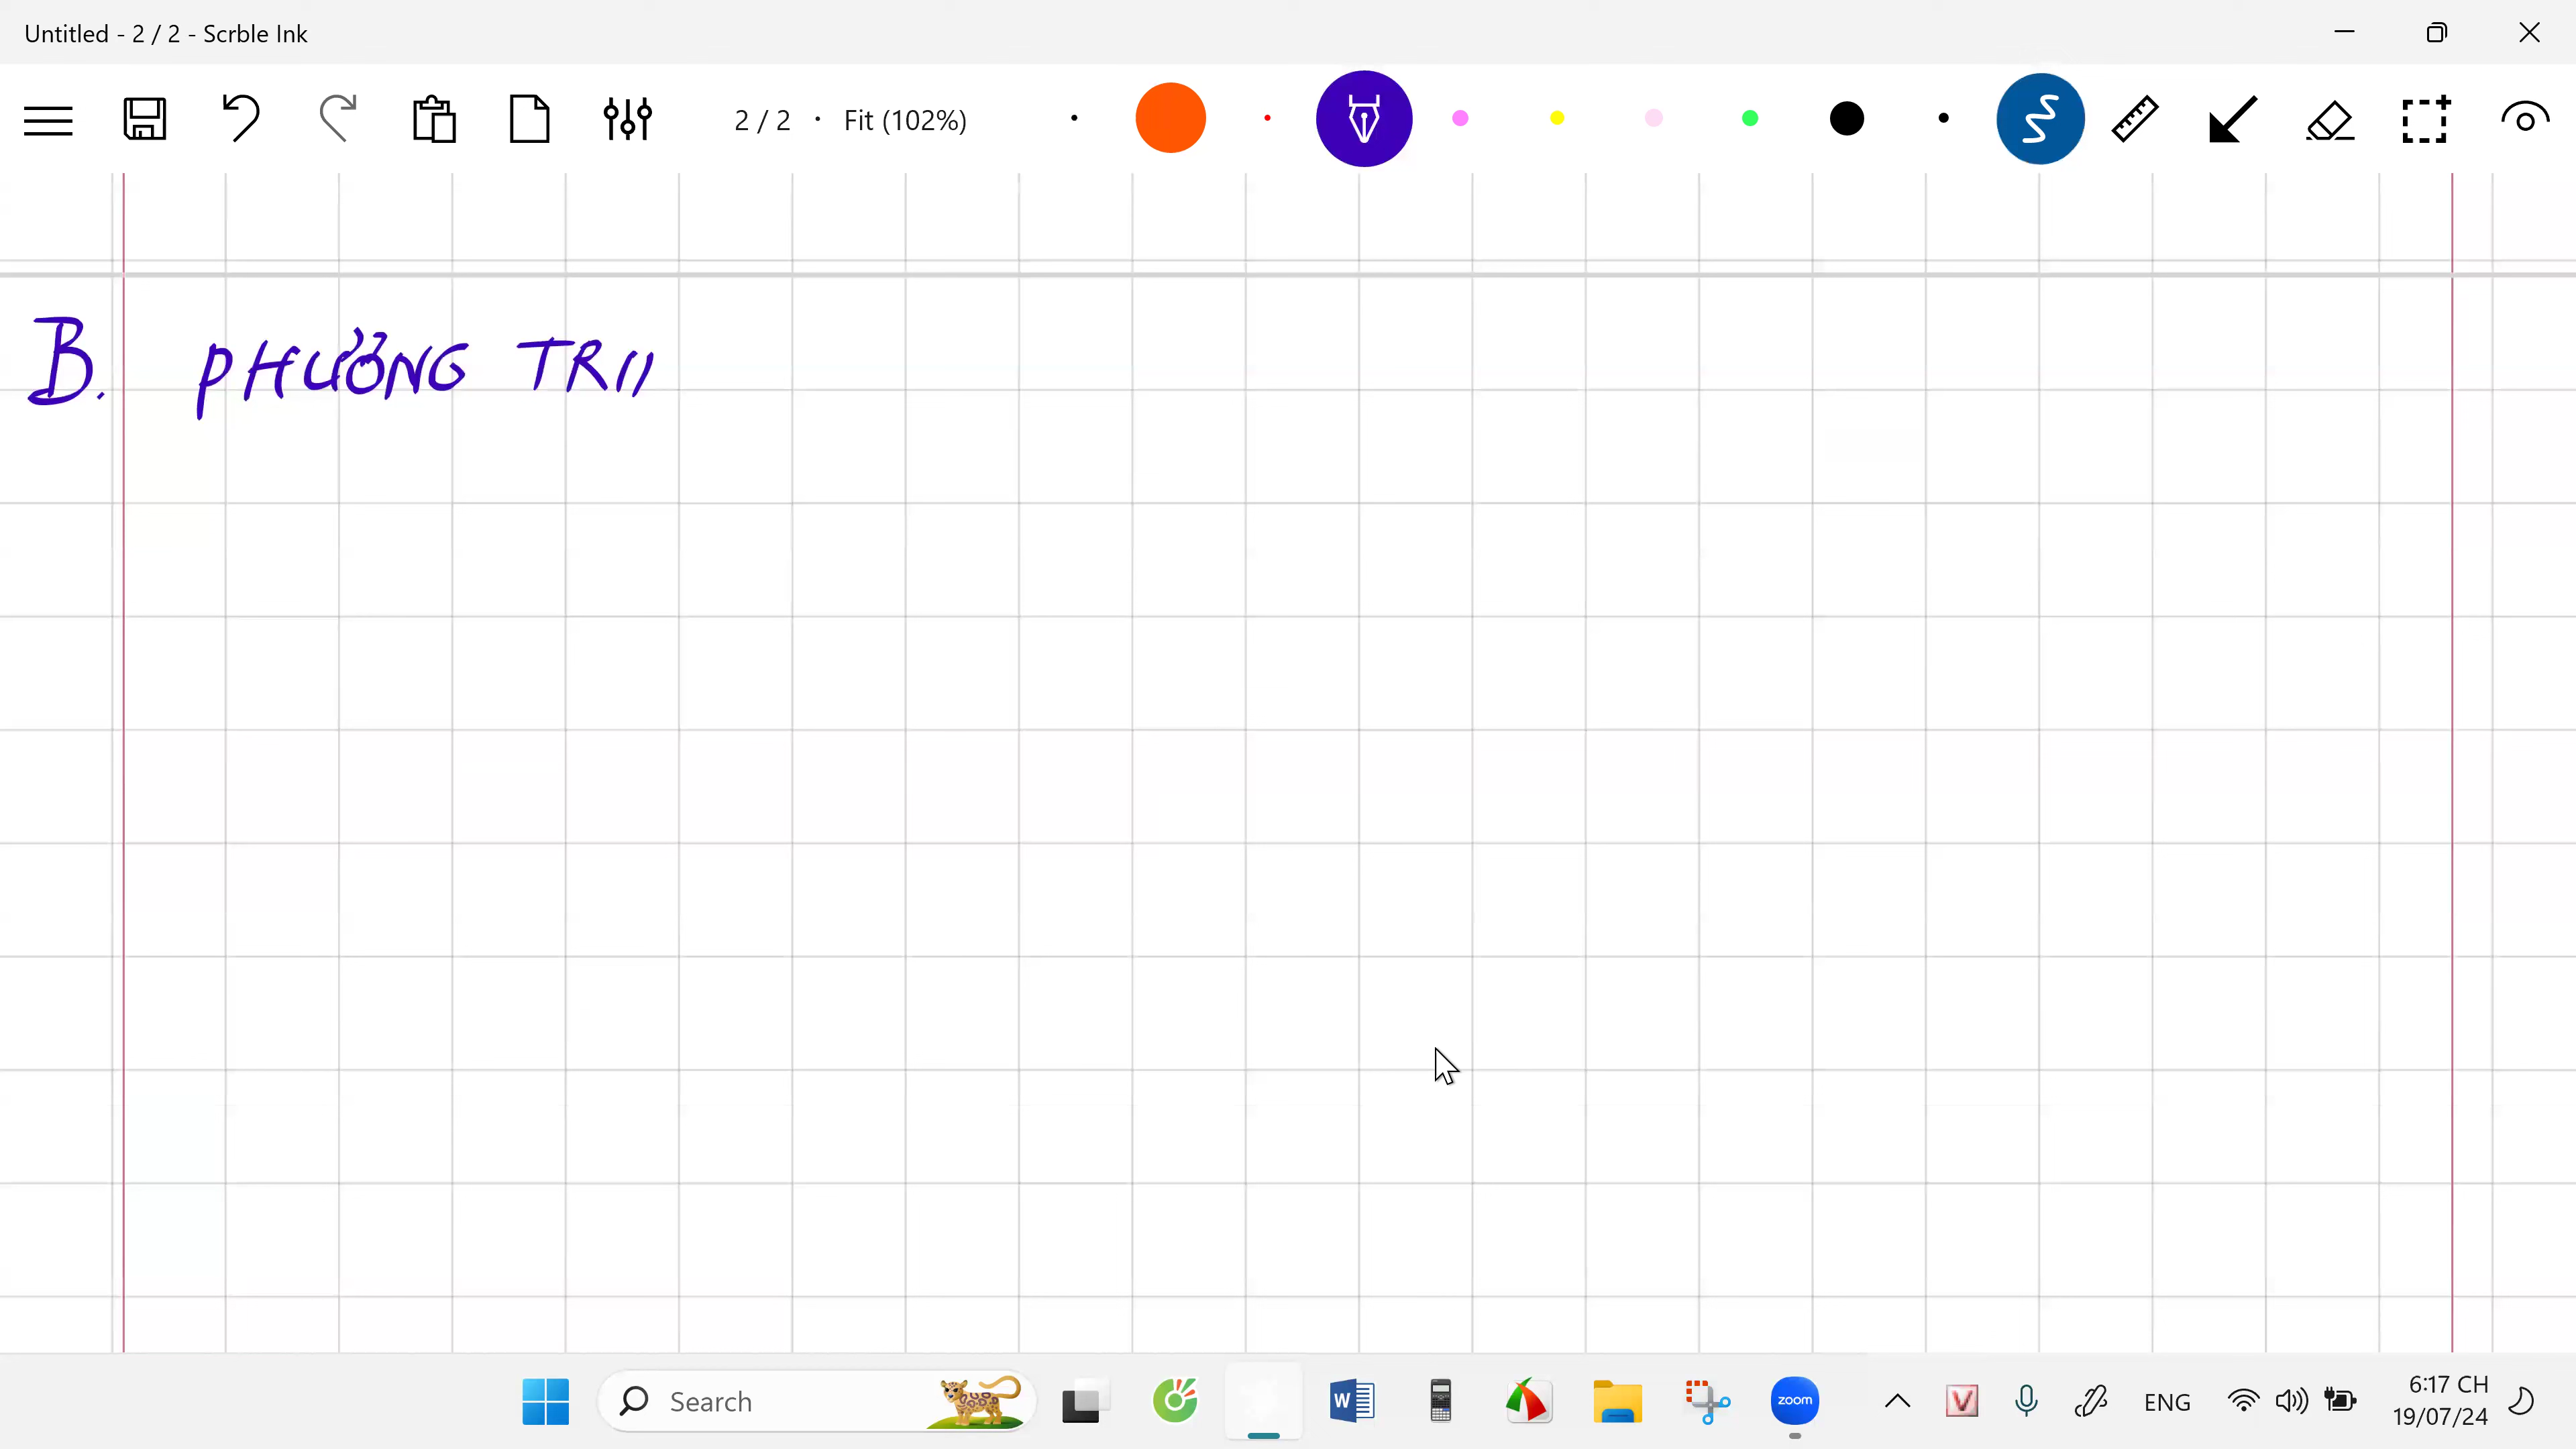 Untitled - 2 / 2 - Scrble Ink
2 / 2 · Fit (102%)
B. PHƯƠNG TRI
Search
W
zoom
V
ENG
6:17 CH
19/07/24